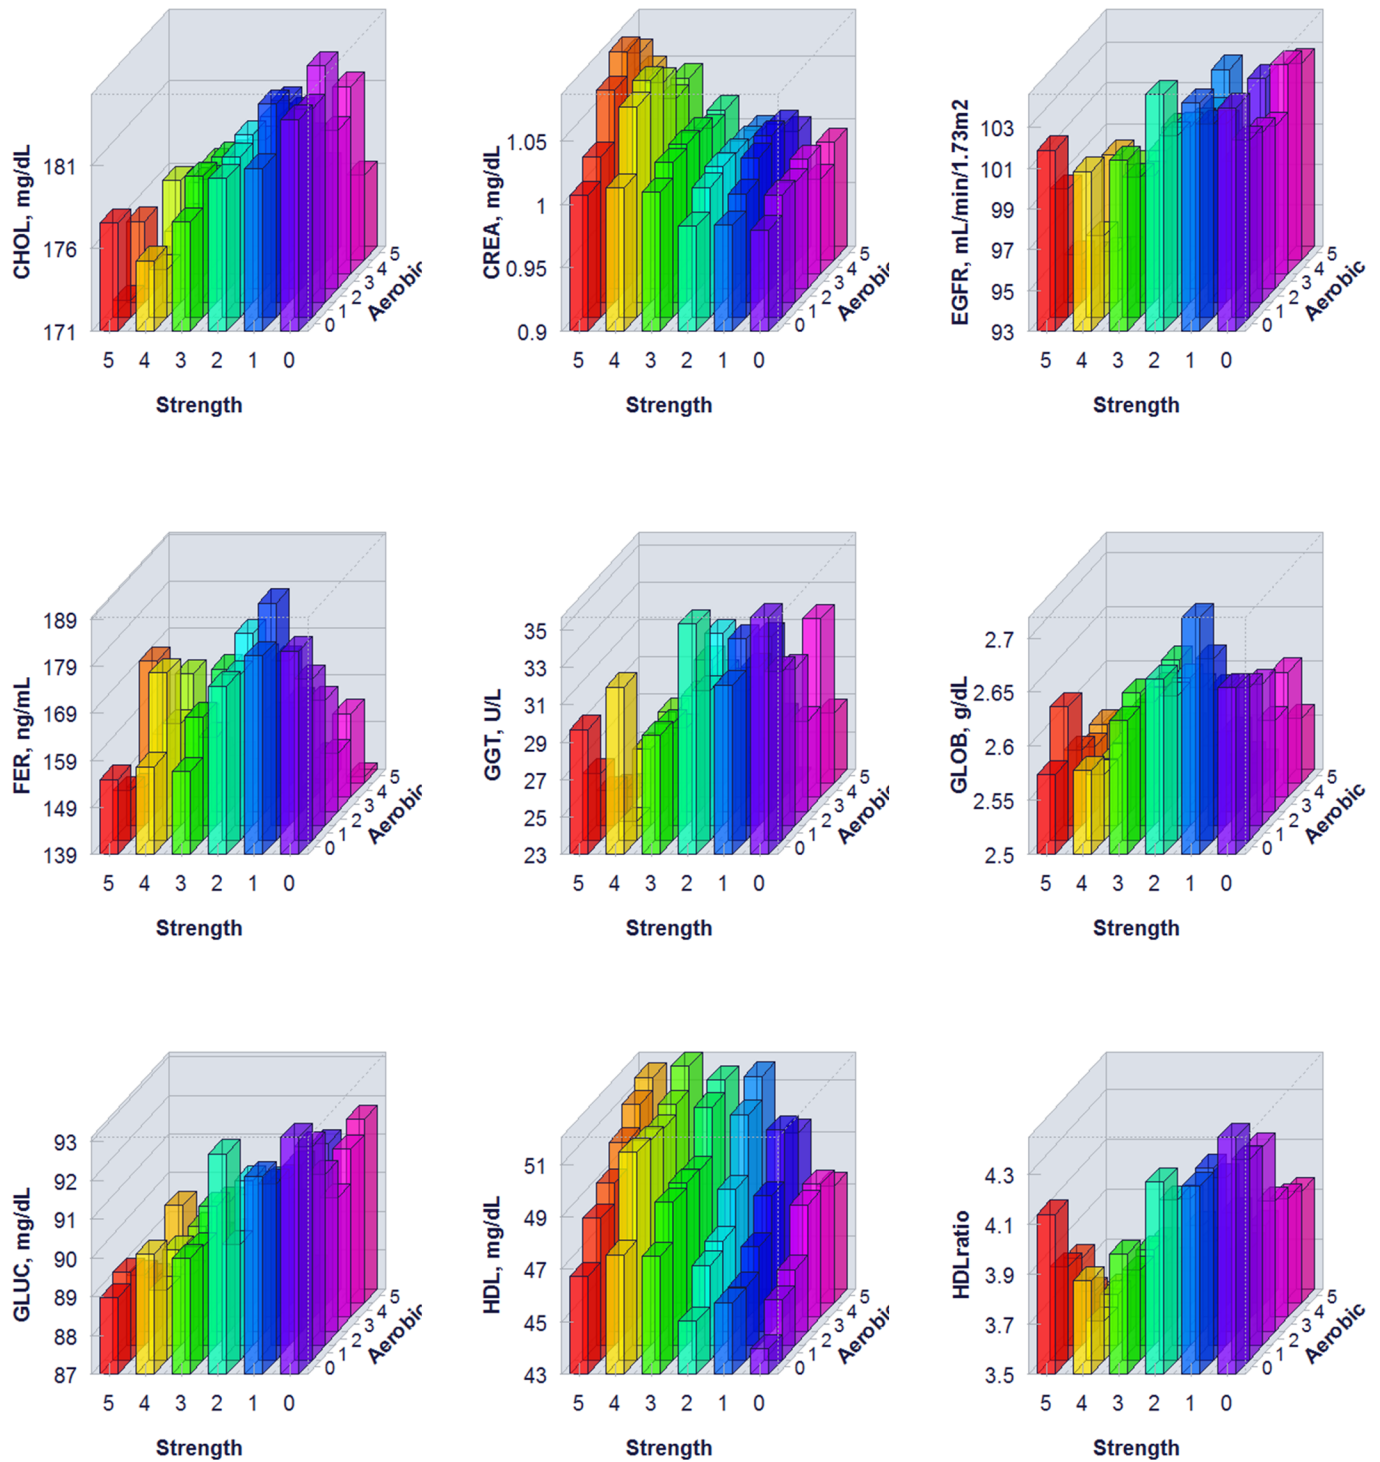 CHOL, mg/dL
181
176
171
5 4 3 2 1 0
Strength
0 1 2 3 4 5
Aerobic
CREA, mg/dL
1.05
1
0.95
0.9
5 4 3 2 1 0
Strength
0 1 2 3 4 5
Aerobic
EGFR, mL/min/1.73m2
103
101
99
97
95
93
5 4 3 2 1 0
Strength
0 1 2 3 4 5
Aerobic
FER, ng/mL
189
179
169
159
149
139
5 4 3 2 1 0
Strength
0 1 2 3 4 5
Aerobic
GGT, U/L
35
33
31
29
27
25
23
5 4 3 2 1 0
Strength
0 1 2 3 4 5
Aerobic
GLOB, g/dL
2.7
2.65
2.6
2.55
2.5
5 4 3 2 1 0
Strength
0 1 2 3 4 5
Aerobic
GLUC, mg/dL
93
92
91
90
89
88
87
5 4 3 2 1 0
Strength
0 1 2 3 4 5
Aerobic
HDL, mg/dL
51
49
47
45
43
5 4 3 2 1 0
Strength
0 1 2 3 4 5
Aerobic
HDLratio
4.3
4.1
3.9
3.7
3.5
5 4 3 2 1 0
Strength
0 1 2 3 4 5
Aerobic